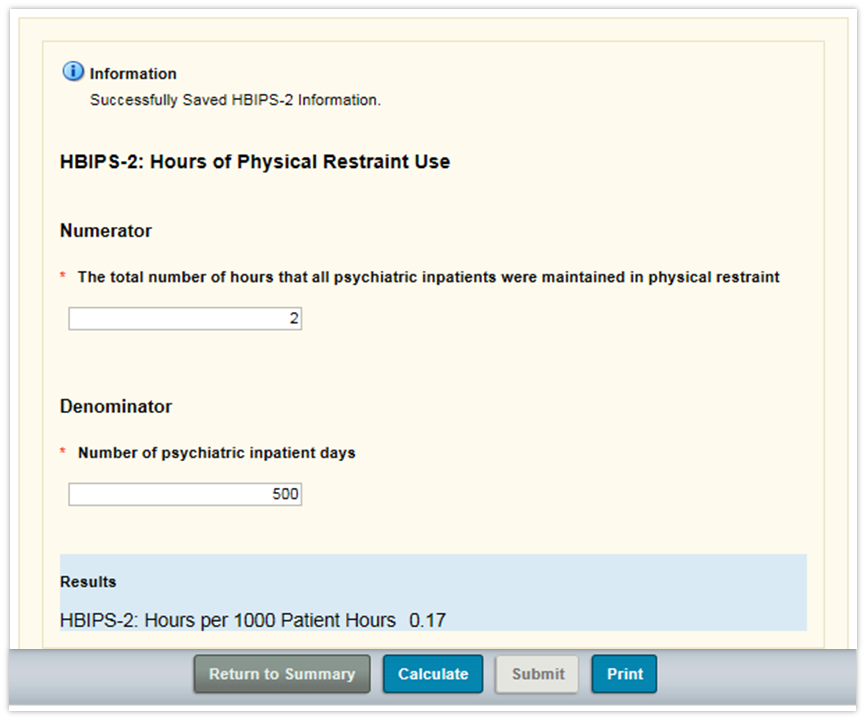 Information
Successfully Saved HBIPS-2 Information.
HBIPS-2: Hours of Physical Restraint Use
Numerator
* The total number of hours that all psychiatric inpatients were maintained in physical restraint
2
Denominator
* Number of psychiatric inpatient days
500
Results
HBIPS-2: Hours per 1000 Patient Hours 0.17
Return to Summary Calculate Submit Print